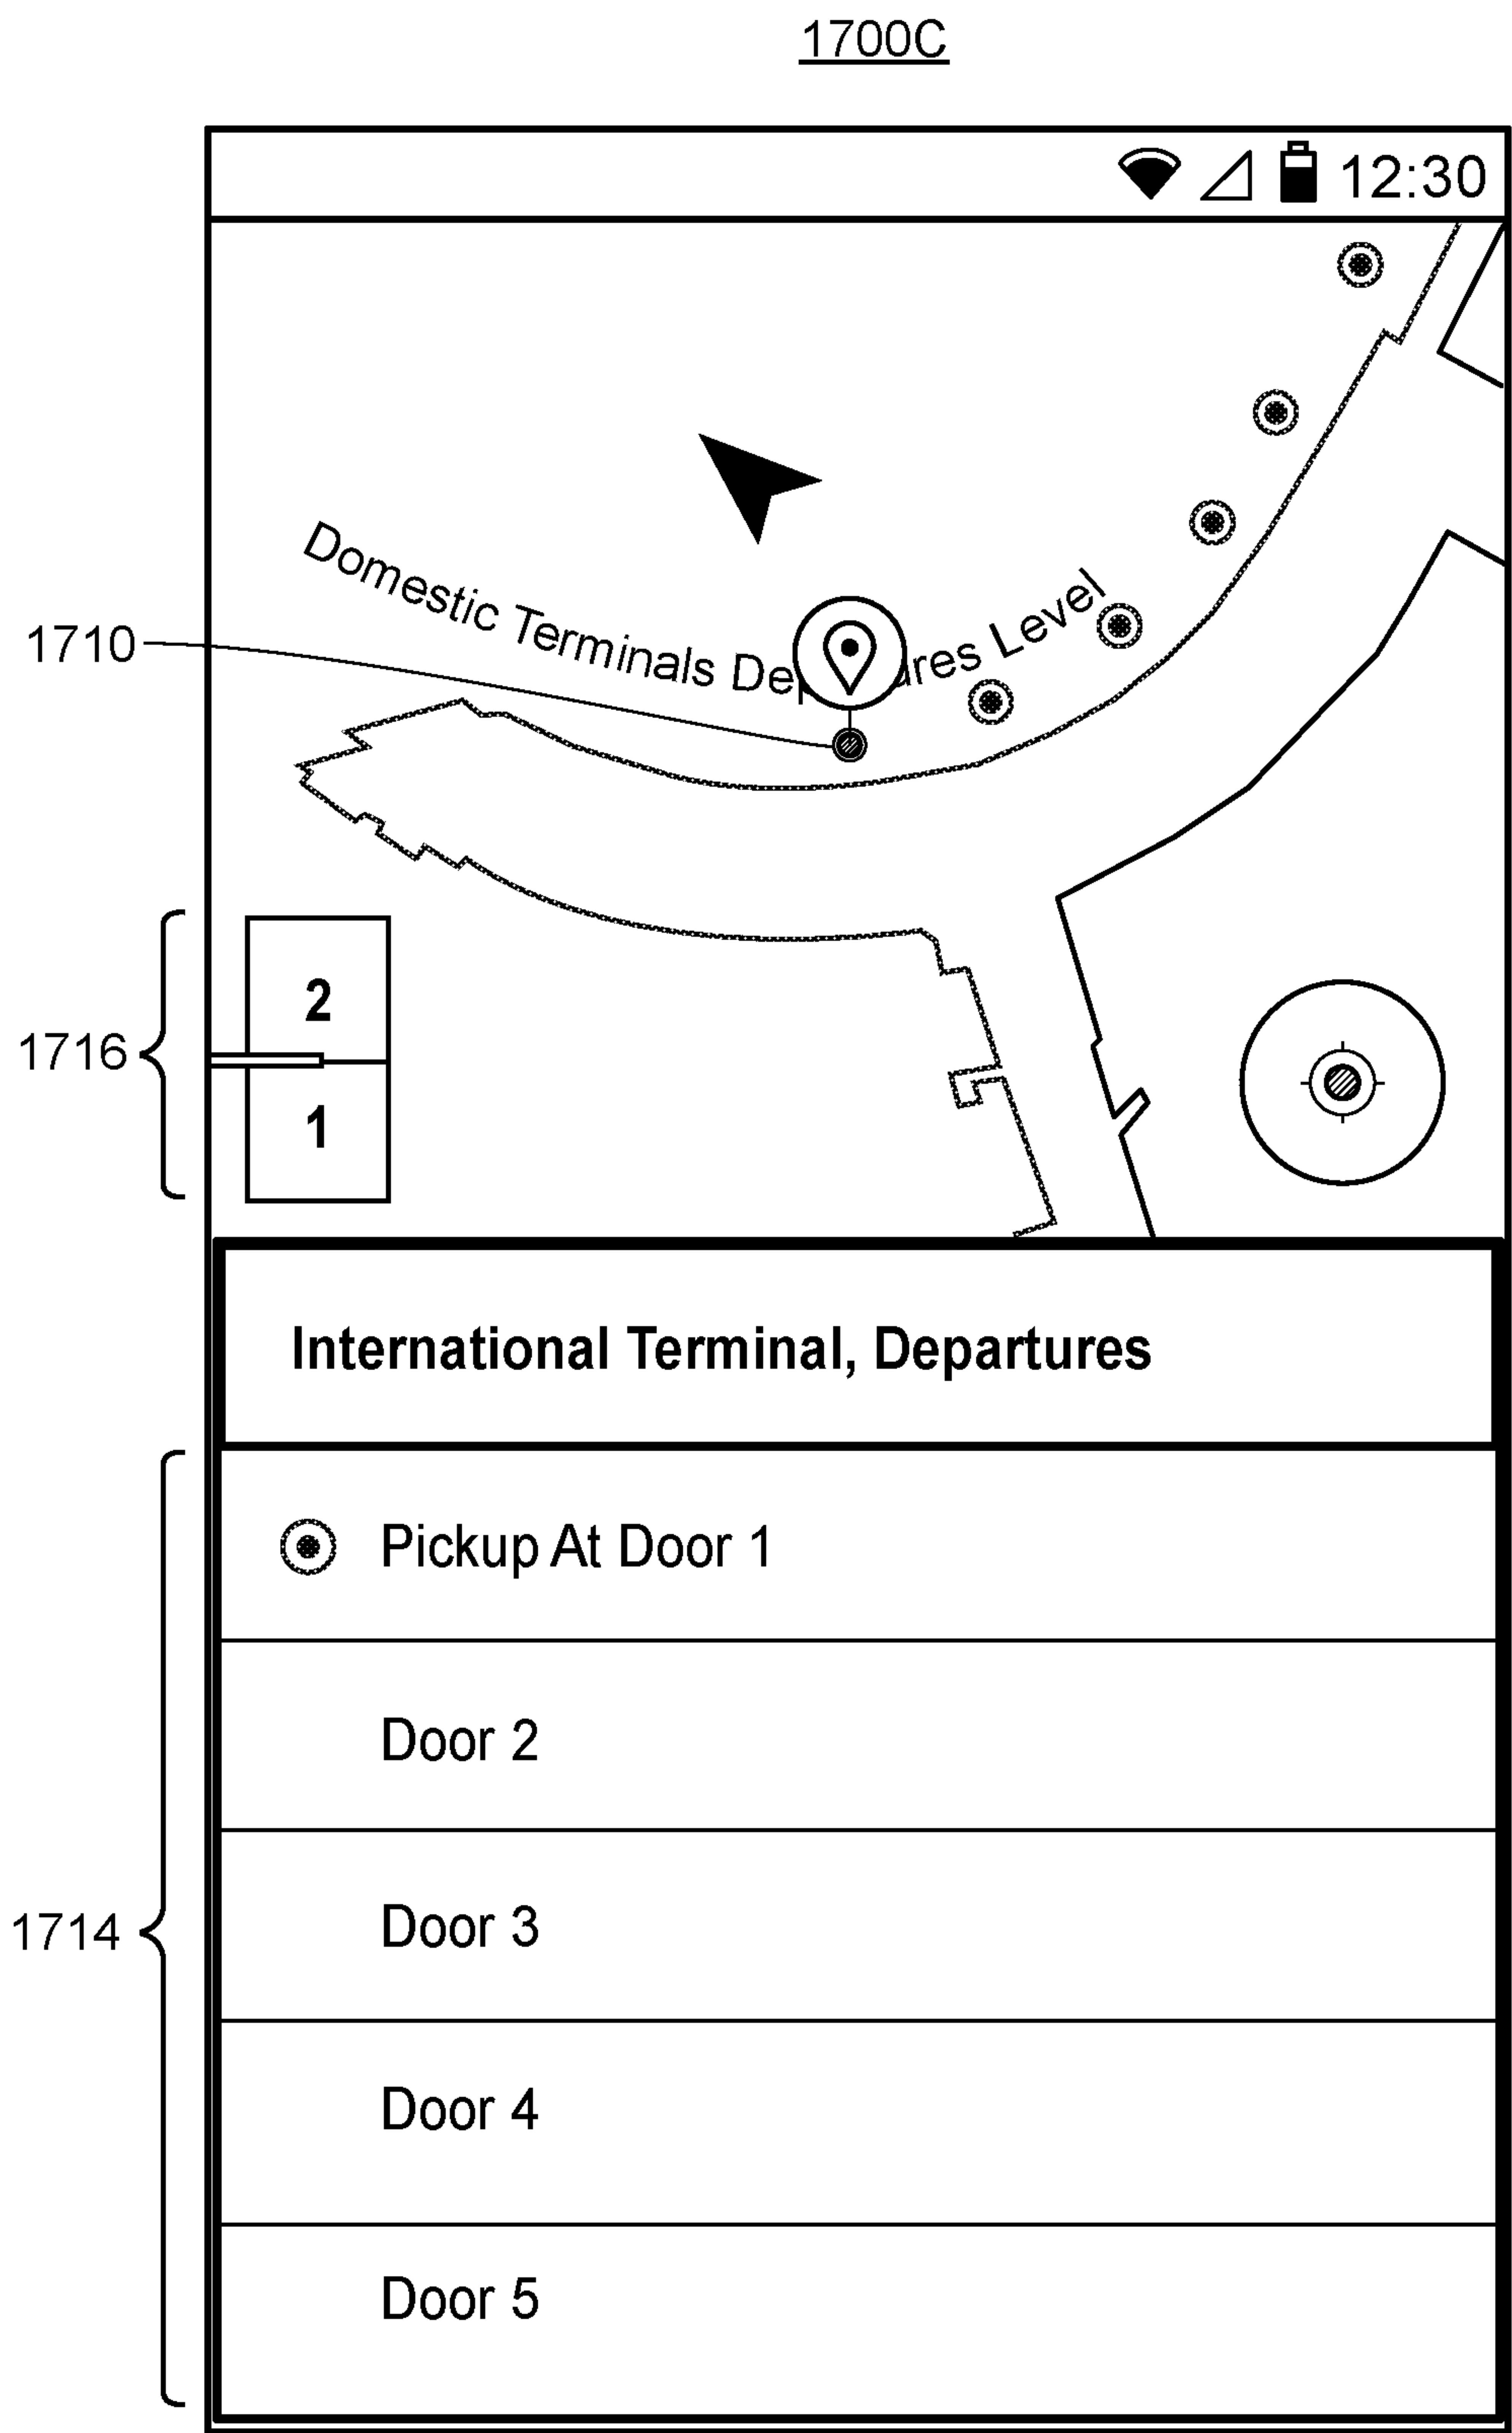 1700C
12:30
Domestic Terminals De ures Level
1710
2
1716
1
International Terminal, Departures
Pickup At Door 1
Door 2
Door 3
1714
Door 4
Door 5